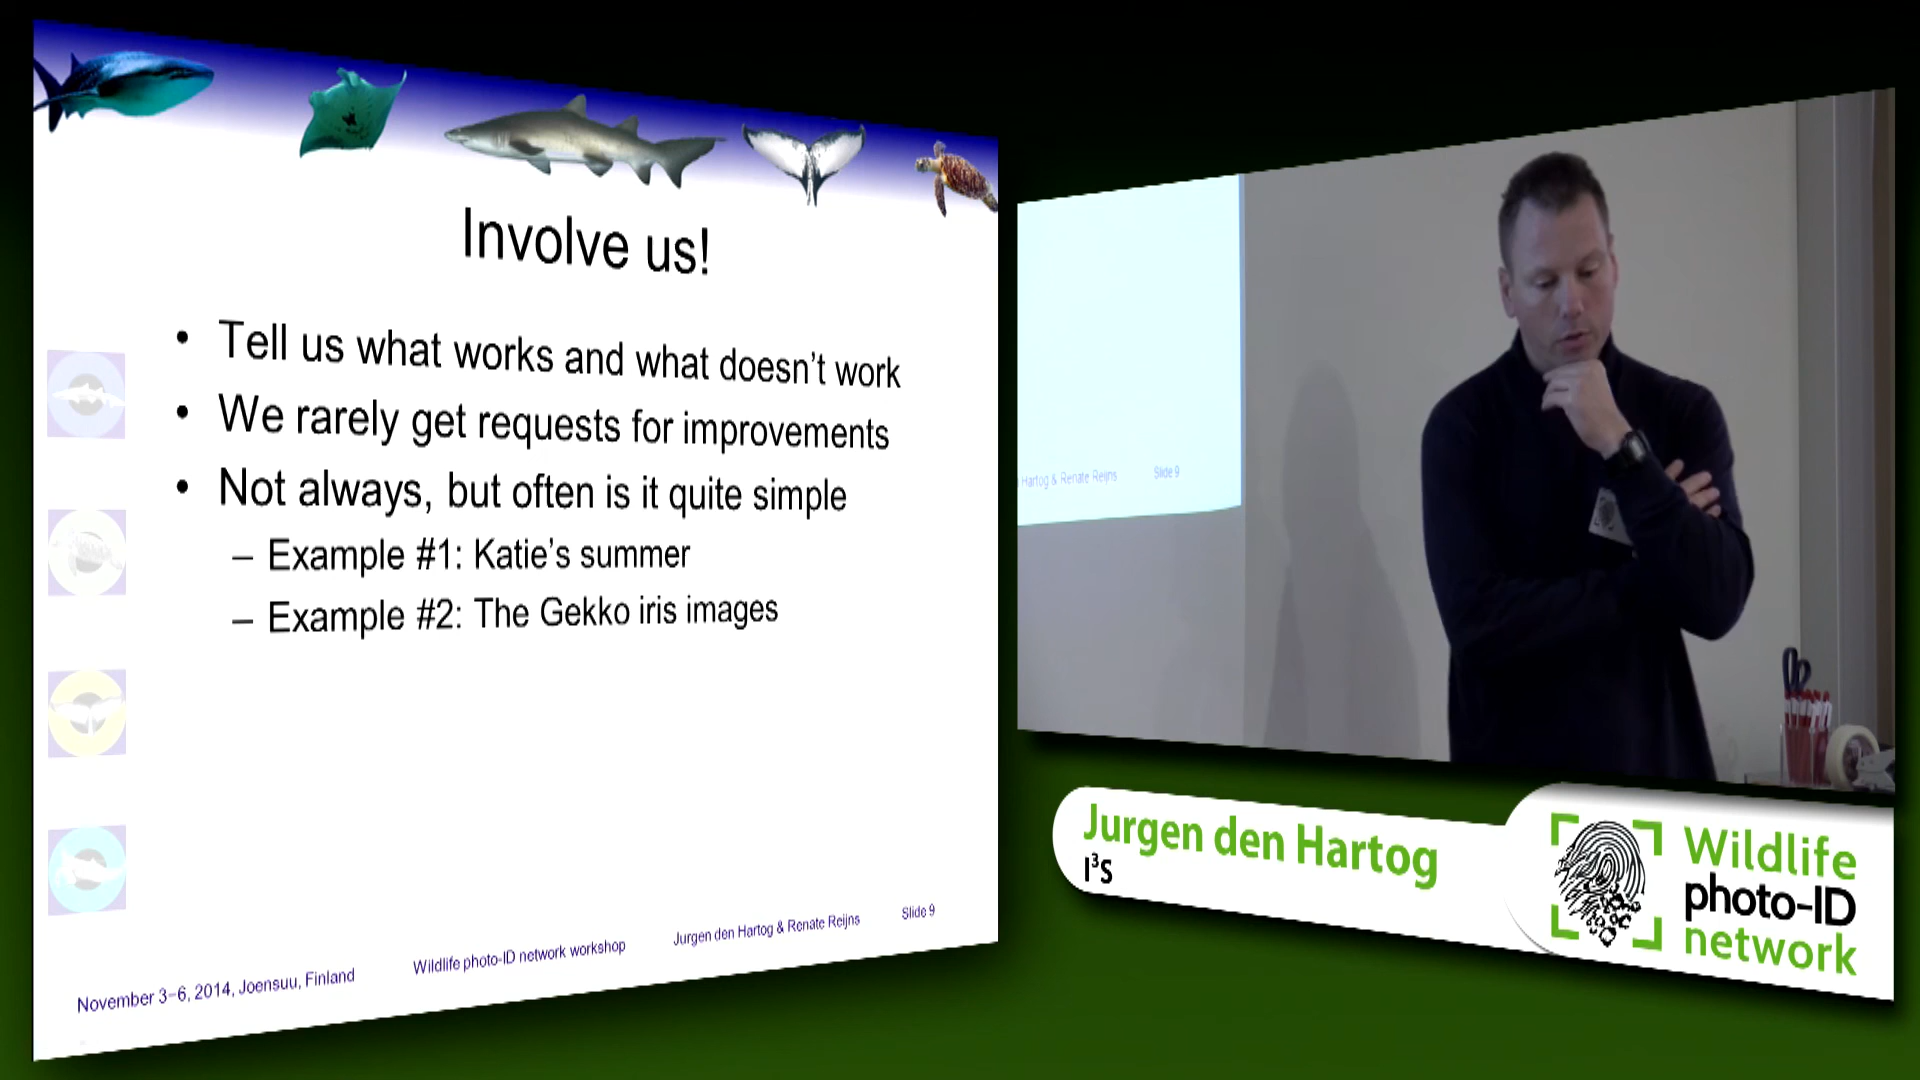 Involve us!
• Tell us what works and what doesn't work
• We rarely get requests for improvements
• Not always, but often is it quite simple
– Example #1: Katie's summer
– Example #2: The Gekko iris images
November 3-6, 2014, Joensuu, Finland
Wildlife photo-ID network workshop
Jurgen den Hartog & Renate Reijns
Slide 9
Hartog & Renate Reijns
Slide 9
Jurgen den Hartog
I³S
Wildlife
photo-ID
network